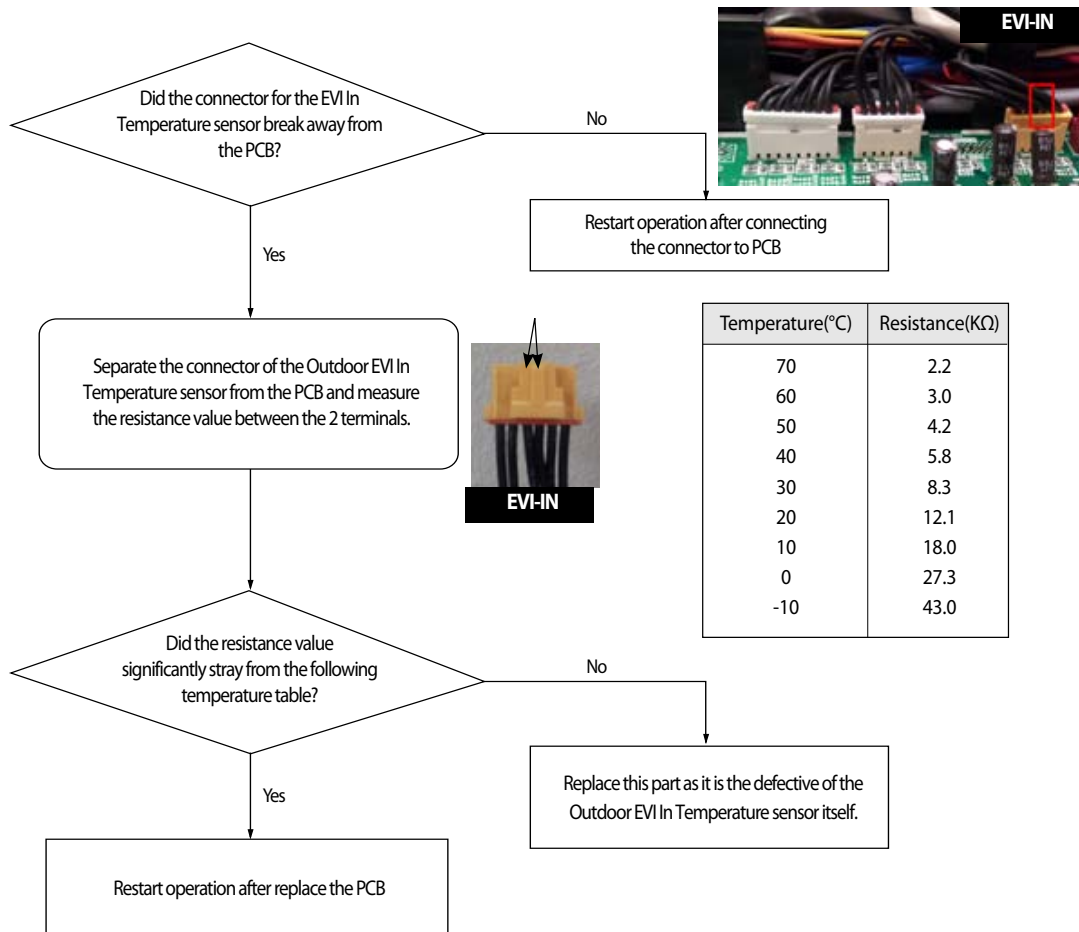 EVI-IN
Did the connector for the EVI In
Temperature sensor break away from
the PCB?
No
Restart operation after connecting
the connector to PCB
Yes
Separate the connector of the Outdoor EVI In
Temperature sensor from the PCB and measure
the resistance value between the 2 terminals.
EVI-IN
Temperature(°C) Resistance(KΩ)
70 2.2
60 3.0
50 4.2
40 5.8
30 8.3
20 12.1
10 18.0
0 27.3
-10 43.0
Did the resistance value
significantly stray from the following
temperature table?
No
Replace this part as it is the defective of the
Outdoor EVI In Temperature sensor itself.
Yes
Restart operation after replace the PCB